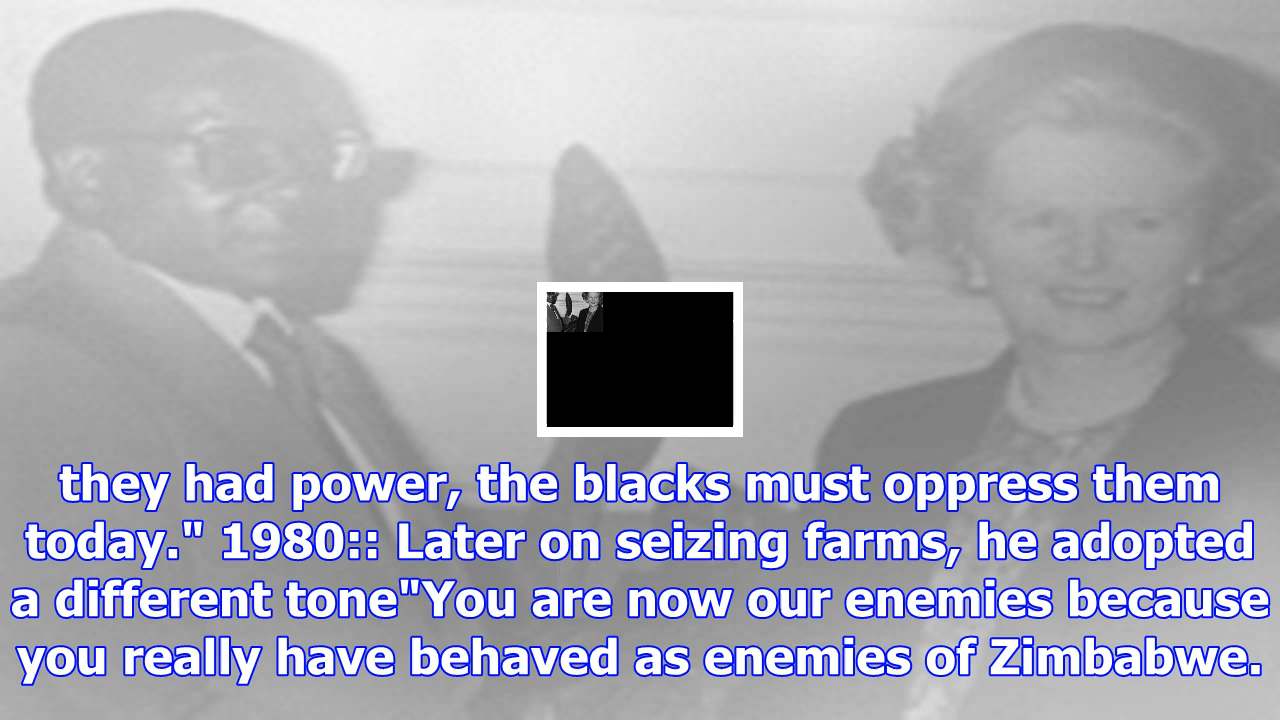 they had power, the blacks must oppress them
today." 1980:: Later on seizing farms, he adopted
a different tone"You are now our enemies because
you really have behaved as enemies of Zimbabwe.